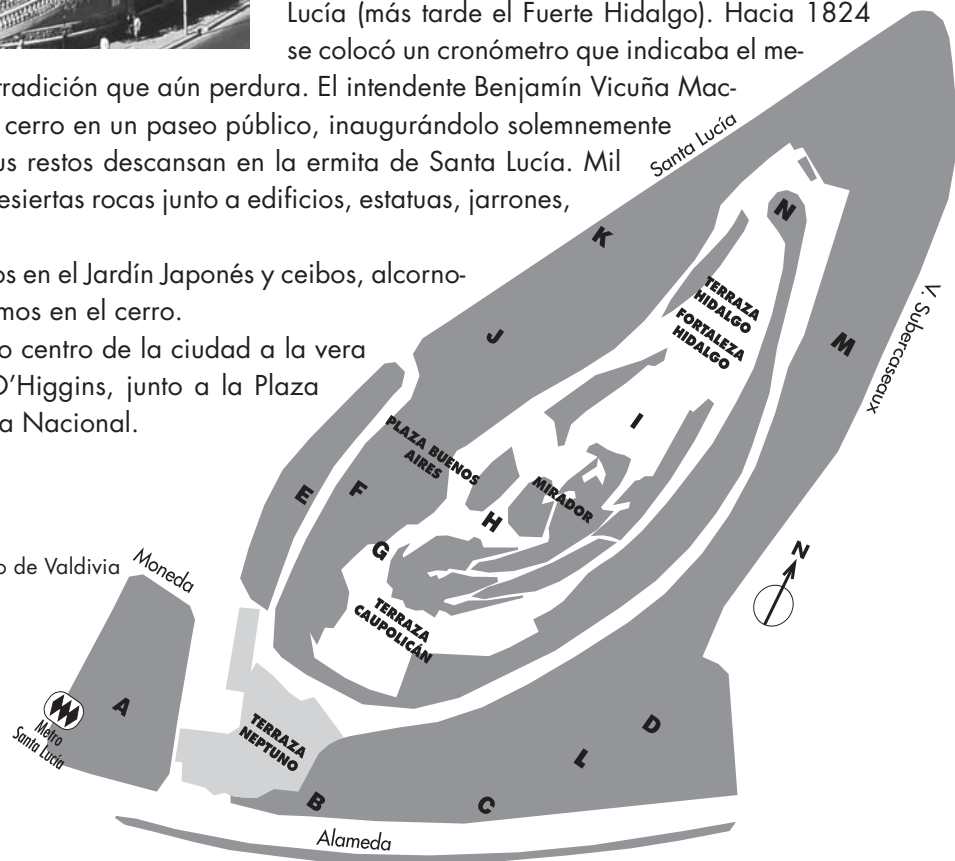 Lucía (más tarde el Fuerte Hidalgo). Hacia 1824
se colocó un cronómetro que indicaba el me-
tradición que aún perdura. El intendente Benjamín Vicuña Mac-
cerro en un paseo público, inaugurándolo solemnemente
us restos descansan en la ermita de Santa Lucía. Mil
esiertas rocas junto a edificios, estatuas, jarrones,
os en el Jardín Japonés y ceibos, alcorno-
mos en el cerro.
o centro de la ciudad a la vera
O'Higgins, junto a la Plaza
a Nacional.
o de Valdivia
Santa Lucía
N
K
TERRAZA
HIDALGO
FORTALEZA
HIDALGO
V. Subercaseaux
M
J
I
PLAZA BUENOS
AIRES
MIRADOR
E
F
H
G
N
Moneda
TERRAZA
CAUPOLICÁN
A
Metro
Santa Lucía
TERRAZA
NEPTUNO
D
L
B
C
Alameda